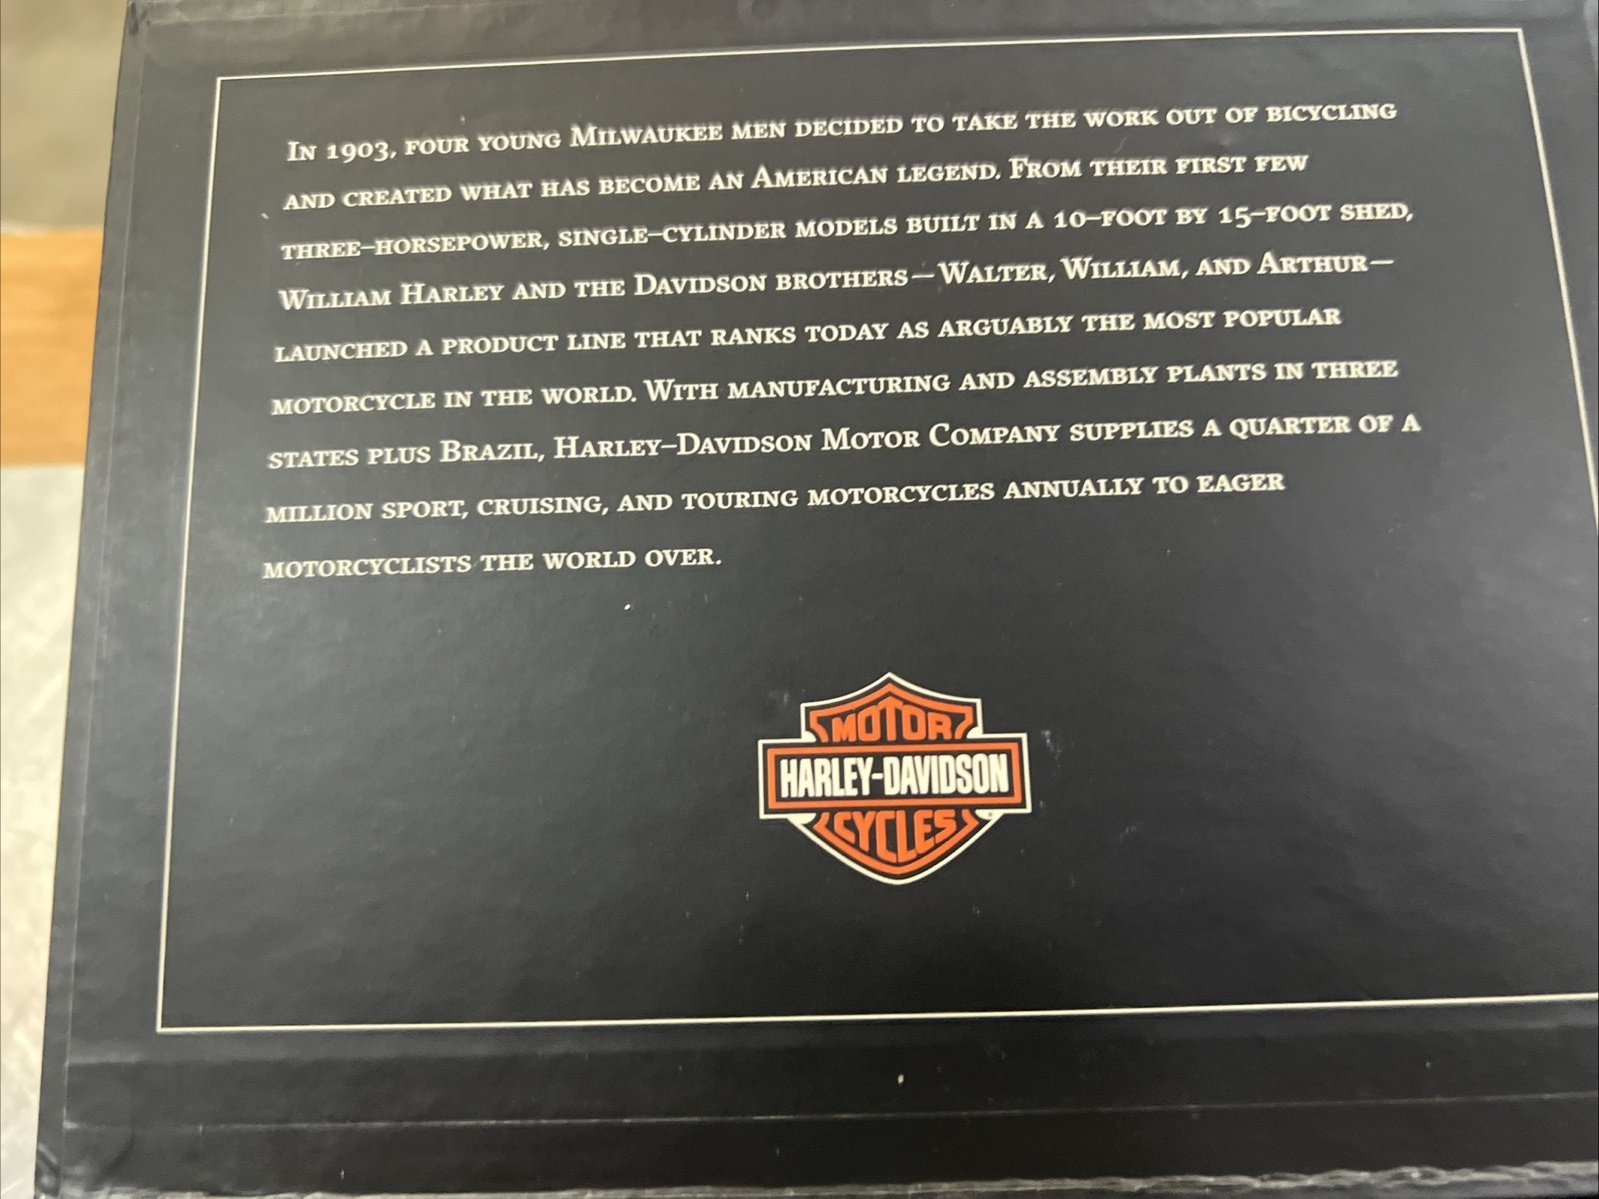 In 1903, four young Milwaukee men decided to take the work out of bicycling
and created what has become an American legend. From their first few
three–horsepower, single–cylinder models built in a 10–foot by 15–foot shed,
William Harley and the Davidson brothers—Walter, William, and Arthur—
launched a product line that ranks today as arguably the most popular
motorcycle in the world. With manufacturing and assembly plants in three
states plus Brazil, Harley–Davidson Motor Company supplies a quarter of a
million sport, cruising, and touring motorcycles annually to eager
motorcyclists the world over.
MOTOR
HARLEY-DAVIDSON
CYCLES